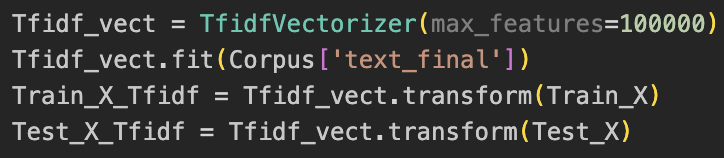 Tfidf_vect = TfidfVectorizer(max_features=100000)
Tfidf_vect.fit(Corpus['text_final'])
Train_X_Tfidf = Tfidf_vect.transform(Train_X)
Test_X_Tfidf = Tfidf_vect.transform(Test_X)